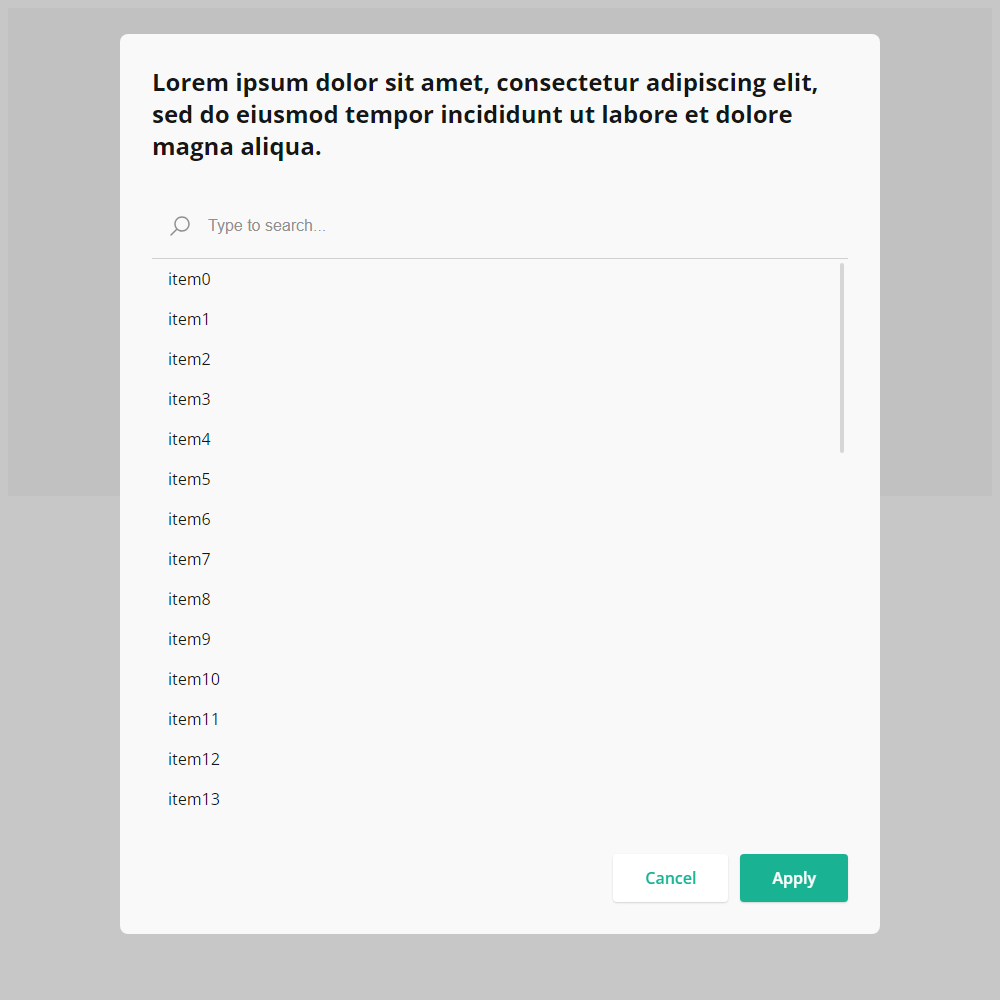 Lorem ipsum dolor sit amet, consectetur adipiscing elit,
sed do eiusmod tempor incididunt ut labore et dolore
magna aliqua.
Type to search...
item0
item1
item2
item3
item4
item5
item6
item7
item8
item9
item10
item11
item12
item13
Cancel
Apply